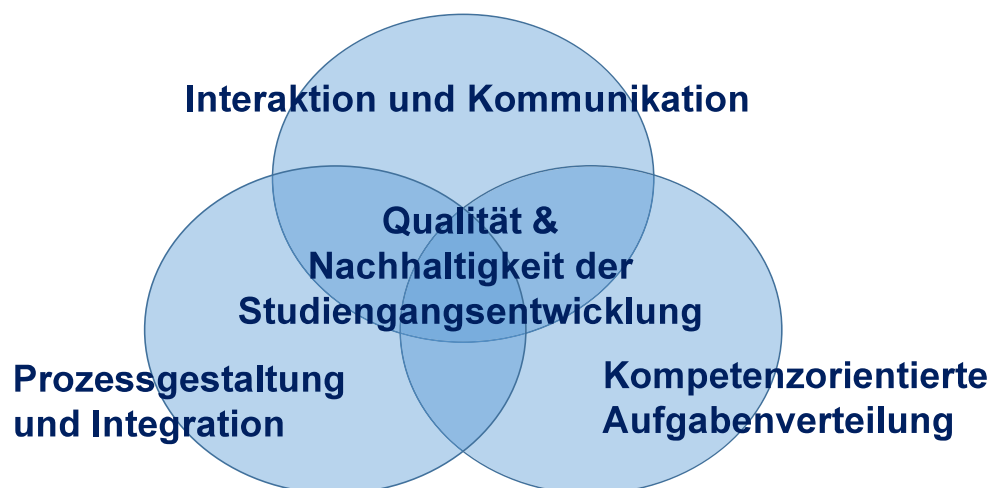 Interaktion und Kommunikation
Qualität &
Nachhaltigkeit der
Studiengangsentwicklung
Prozessgestaltung
und Integration
Kompetenzorientierte
Aufgabenverteilung